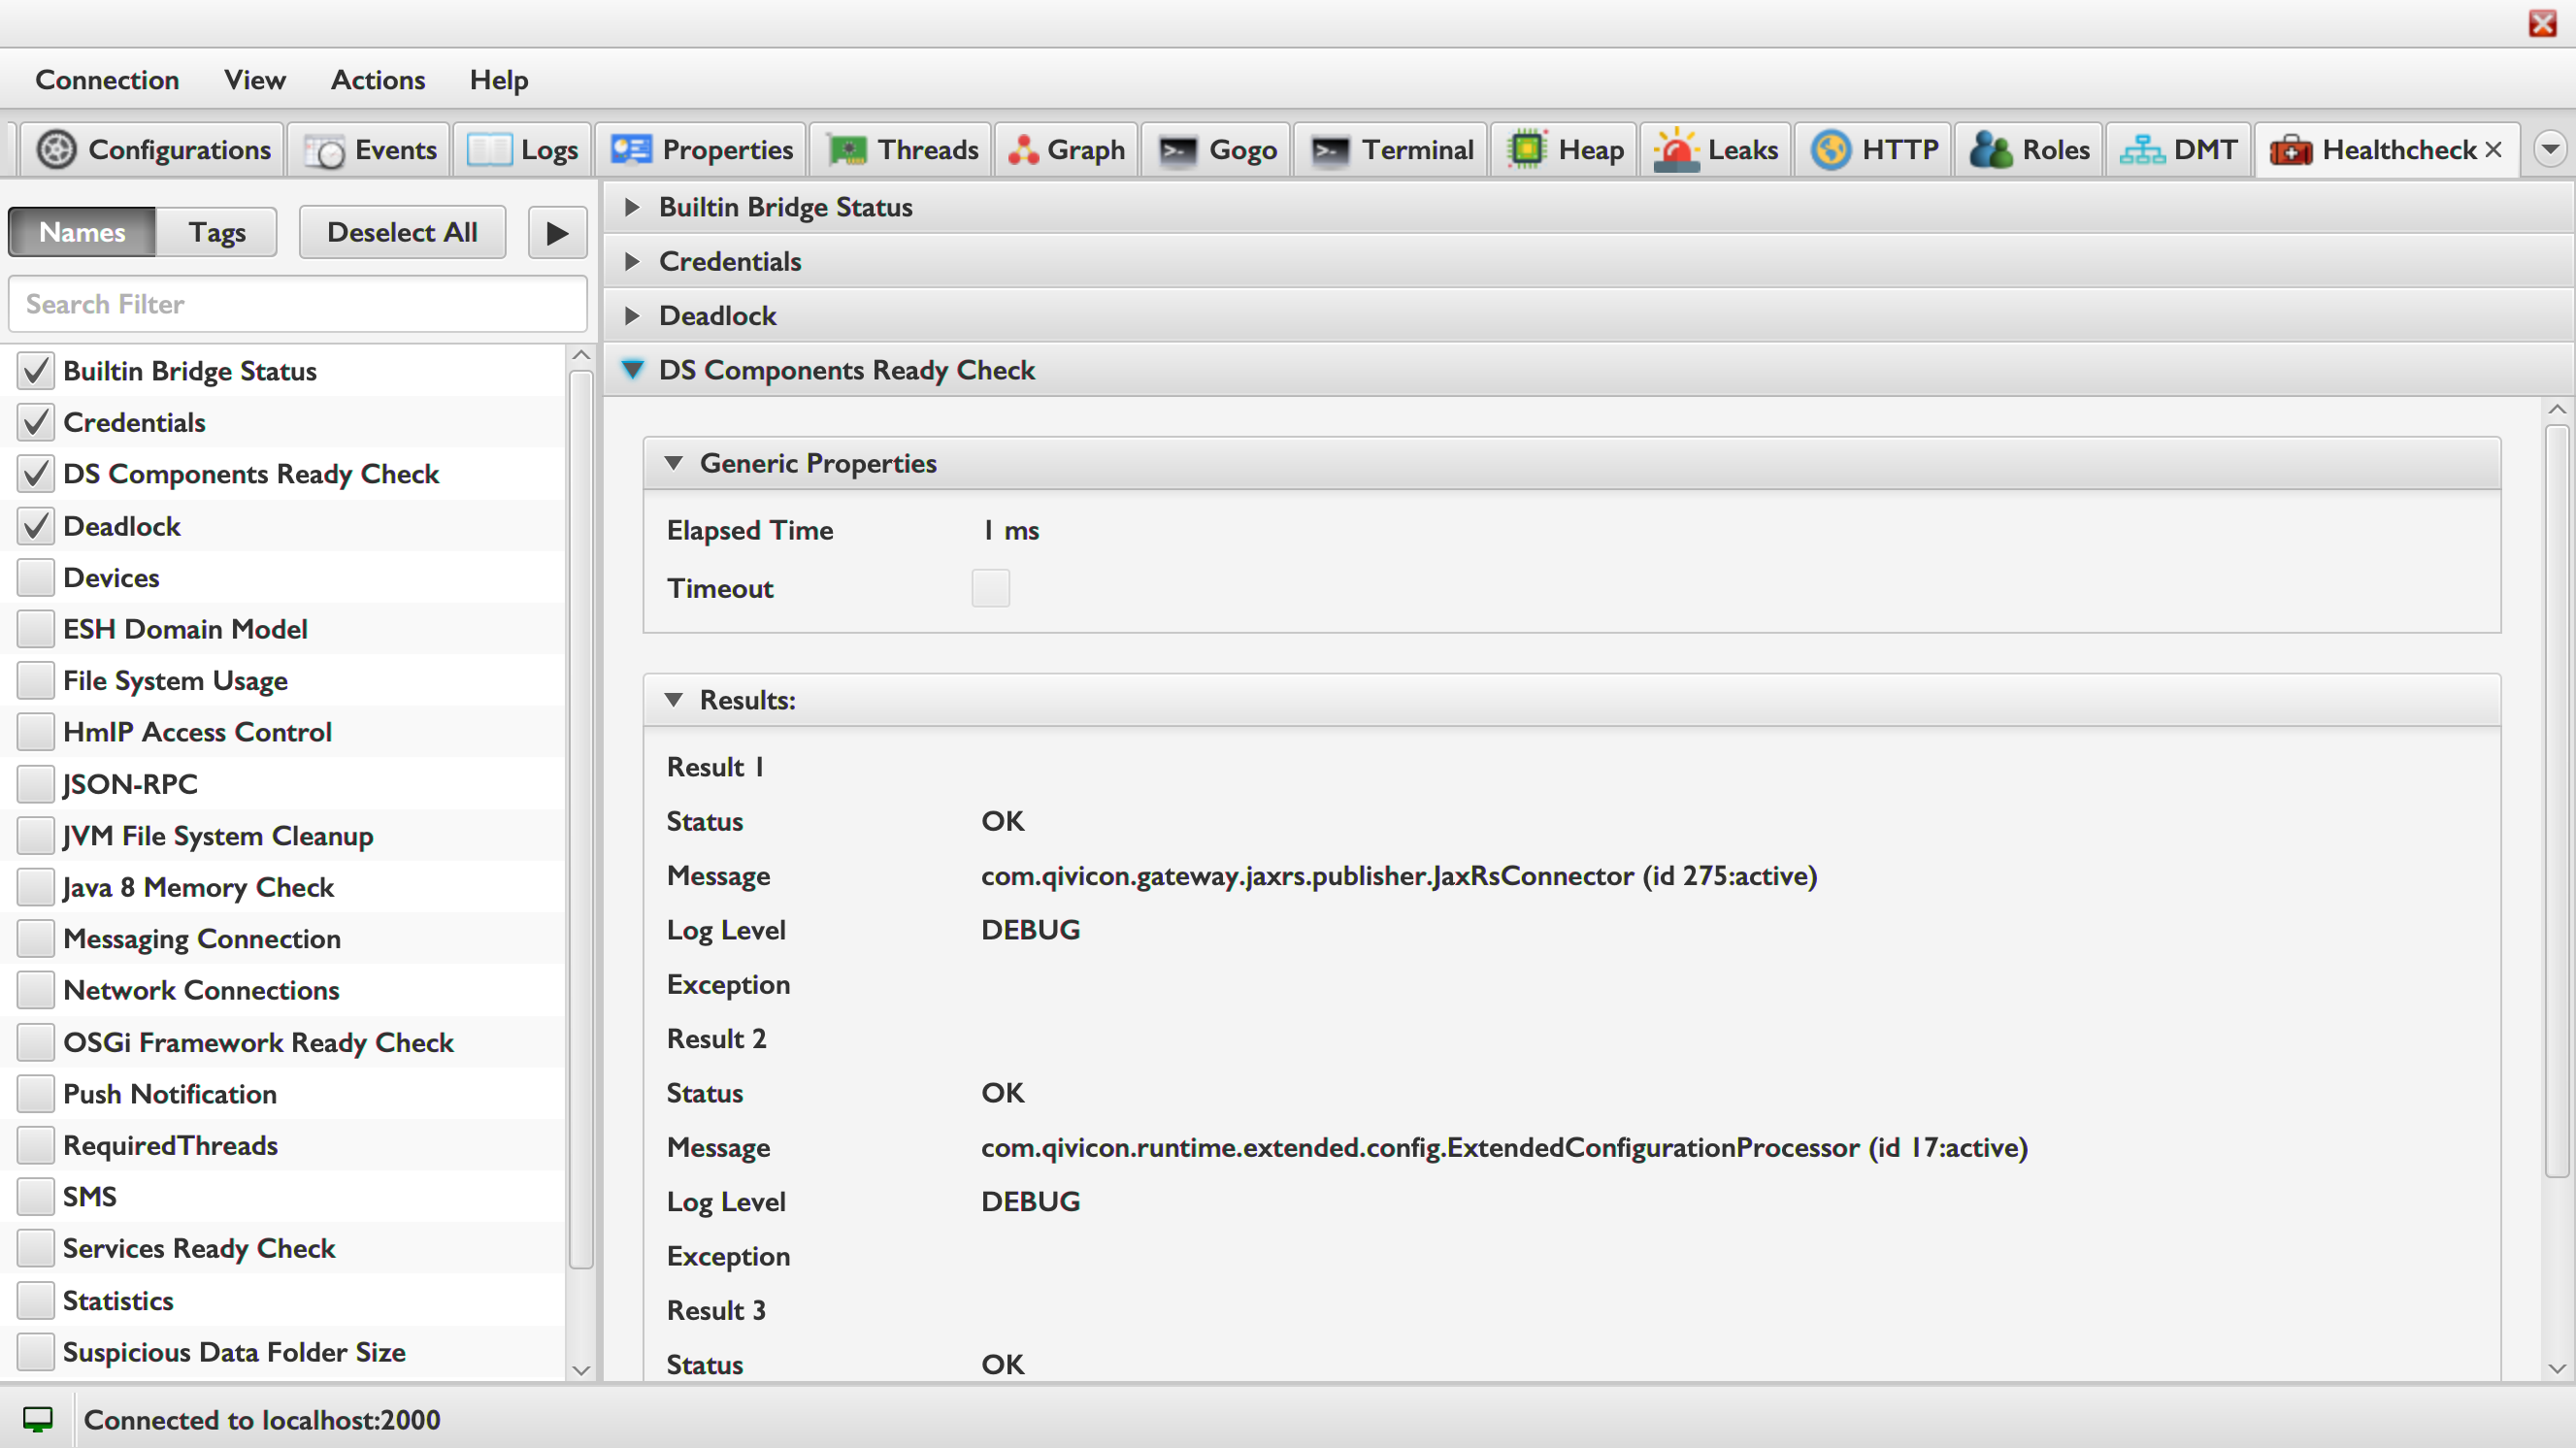 Connection View Actions Help
Configurations Events Logs Properties Threads Graph Gogo Terminal Heap Leaks HTTP Roles DMT Healthcheck
Names Tags Deselect All
Search Filter
Builtin Bridge Status
Credentials
DS Components Ready Check
Deadlock
Devices
ESH Domain Model
File System Usage
HmIP Access Control
JSON-RPC
JVM File System Cleanup
Java 8 Memory Check
Messaging Connection
Network Connections
OSGi Framework Ready Check
Push Notification
RequiredThreads
SMS
Services Ready Check
Statistics
Suspicious Data Folder Size
Builtin Bridge Status
Credentials
Deadlock
DS Components Ready Check
Generic Properties
Elapsed Time 1 ms
Timeout
Results:
Result 1
Status OK
Message com.qivicon.gateway.jaxrs.publisher.JaxRsConnector (id 275:active)
Log Level DEBUG
Exception
Result 2
Status OK
Message com.qivicon.runtime.extended.config.ExtendedConfigurationProcessor (id 17:active)
Log Level DEBUG
Exception
Result 3
Status OK
Connected to localhost:2000